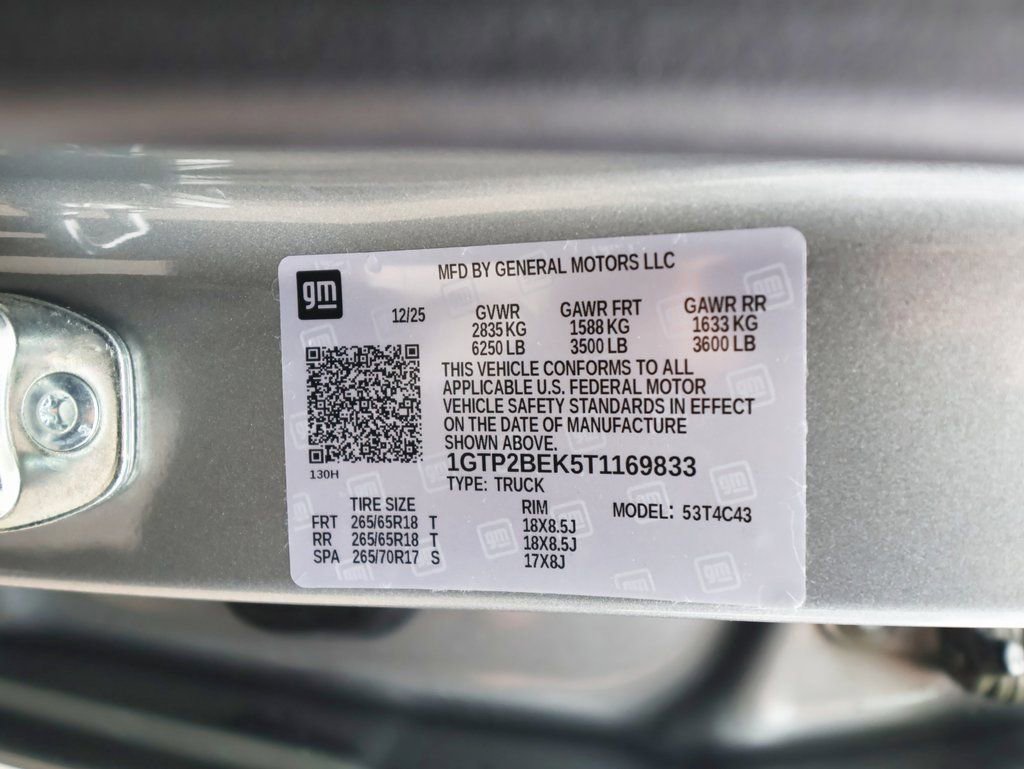 gm
MFD BY GENERAL MOTORS LLC
12/25 GVWR GAWR FRT GAWR RR
2835 KG 1588 KG 1633 KG
6250 LB 3500 LB 3600 LB
THIS VEHICLE CONFORMS TO ALL
APPLICABLE U.S. FEDERAL MOTOR
VEHICLE SAFETY STANDARDS IN EFFECT
ON THE DATE OF MANUFACTURE
SHOWN ABOVE.
130H
1GTP2BEK5T1169833
TYPE: TRUCK
TIRE SIZE RIM MODEL: 53T4C43
FRT 265/65R18 T 18X8.5J
RR 265/65R18 T 18X8.5J
SPA 265/70R17 S 17X8J